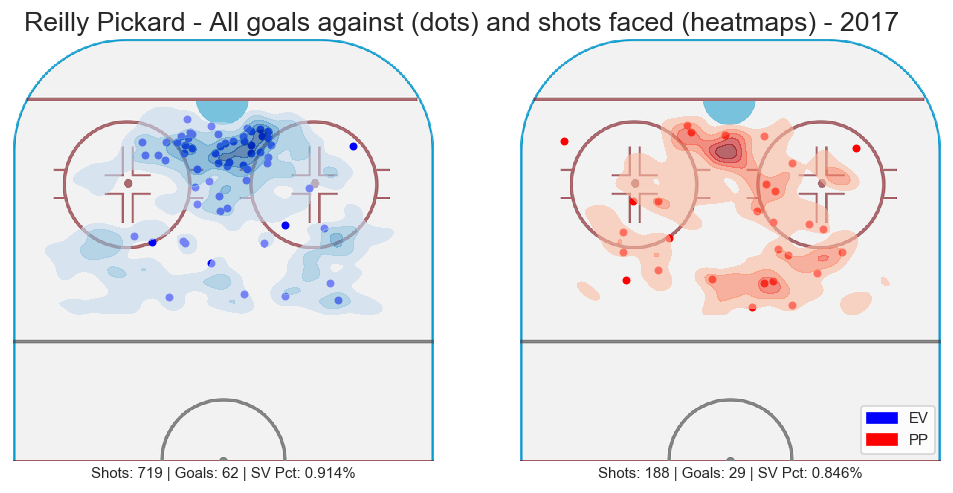 Reilly Pickard - All goals against (dots) and shots faced (heatmaps) - 2017
EV
PP
Shots: 719 | Goals: 62 | SV Pct: 0.914%
Shots: 188 | Goals: 29 | SV Pct: 0.846%